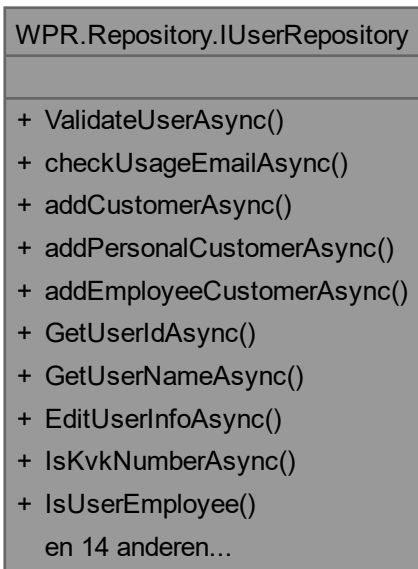 WPR.Repository.IUserRepository
+ ValidateUserAsync()
+ checkUsageEmailAsync()
+ addCustomerAsync()
+ addPersonalCustomerAsync()
+ addEmployeeCustomerAsync()
+ GetUserIdAsync()
+ GetUserNameAsync()
+ EditUserInfoAsync()
+ IsKvkNumberAsync()
+ IsUserEmployee()
en 14 anderen...